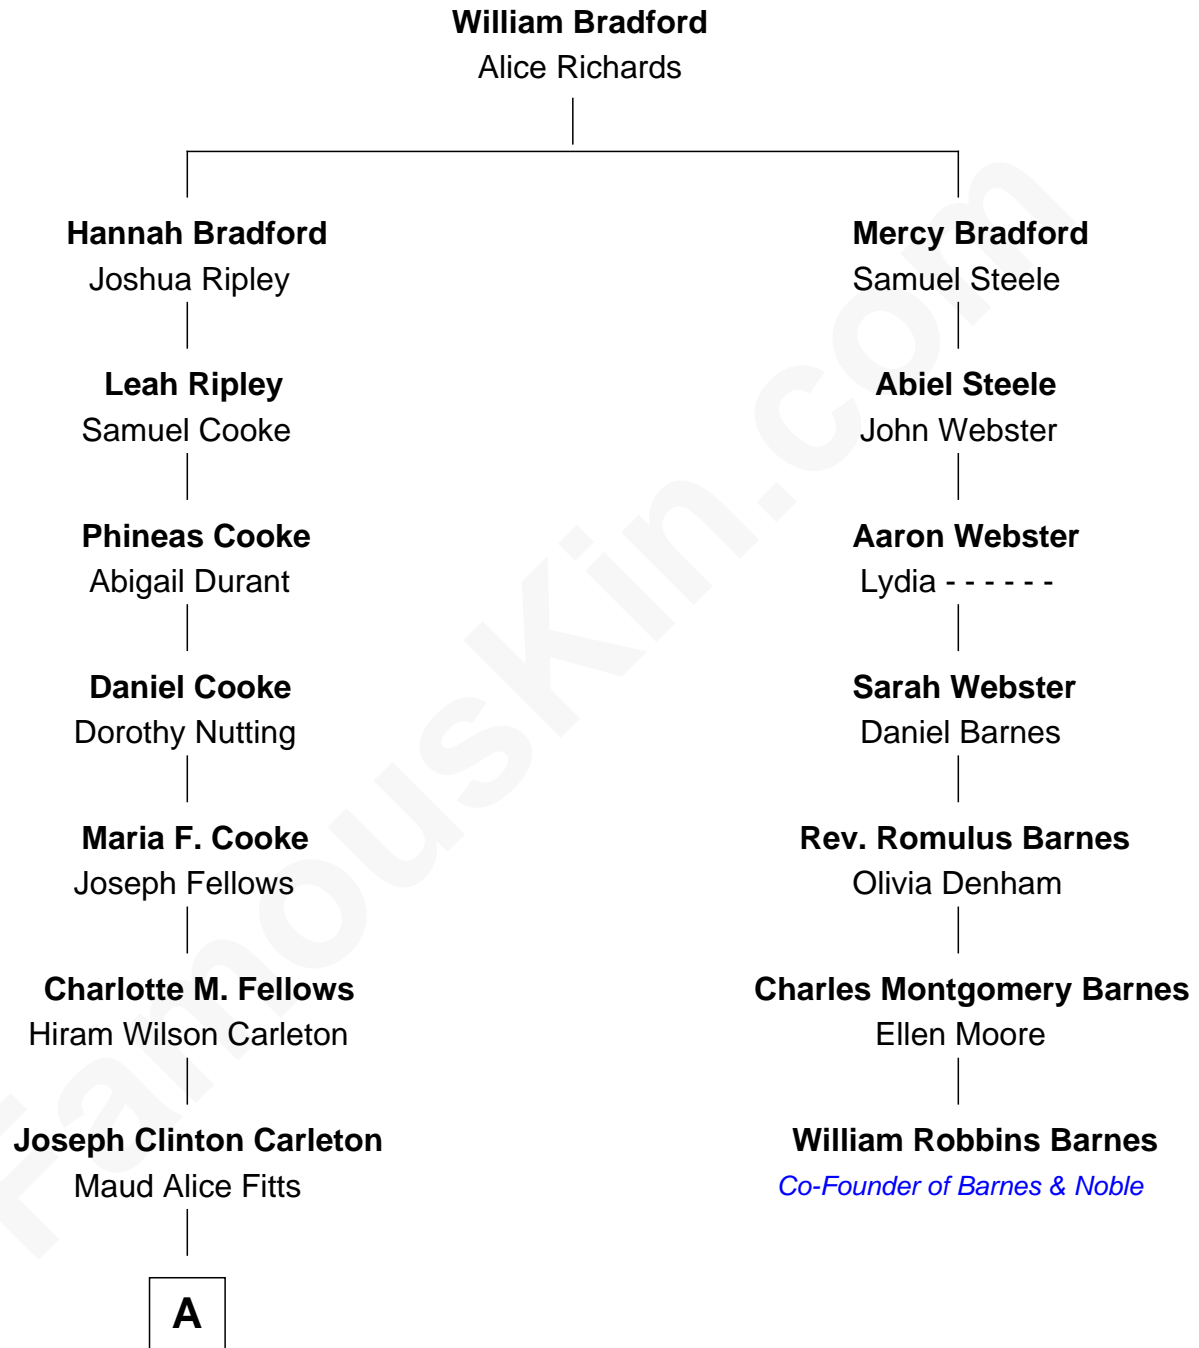 William Bradford
Alice Richards
Hannah Bradford
Joshua Ripley
Mercy Bradford
Samuel Steele
Leah Ripley
Samuel Cooke
Abiel Steele
John Webster
Phineas Cooke
Abigail Durant
Aaron Webster
Lydia - - - - - -
Daniel Cooke
Dorothy Nutting
Sarah Webster
Daniel Barnes
Maria F. Cooke
Joseph Fellows
Rev. Romulus Barnes
Olivia Denham
Charlotte M. Fellows
Hiram Wilson Carleton
Charles Montgomery Barnes
Ellen Moore
Joseph Clinton Carleton
Maud Alice Fitts
William Robbins Barnes
Co-Founder of Barnes & Noble
A
FamousKin.com